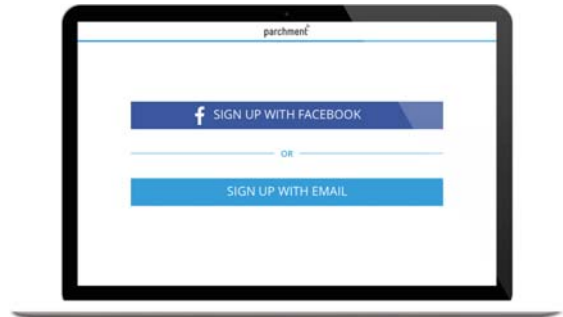 parchment
SIGN UP WITH FACEBOOK
OR
SIGN UP WITH EMAIL